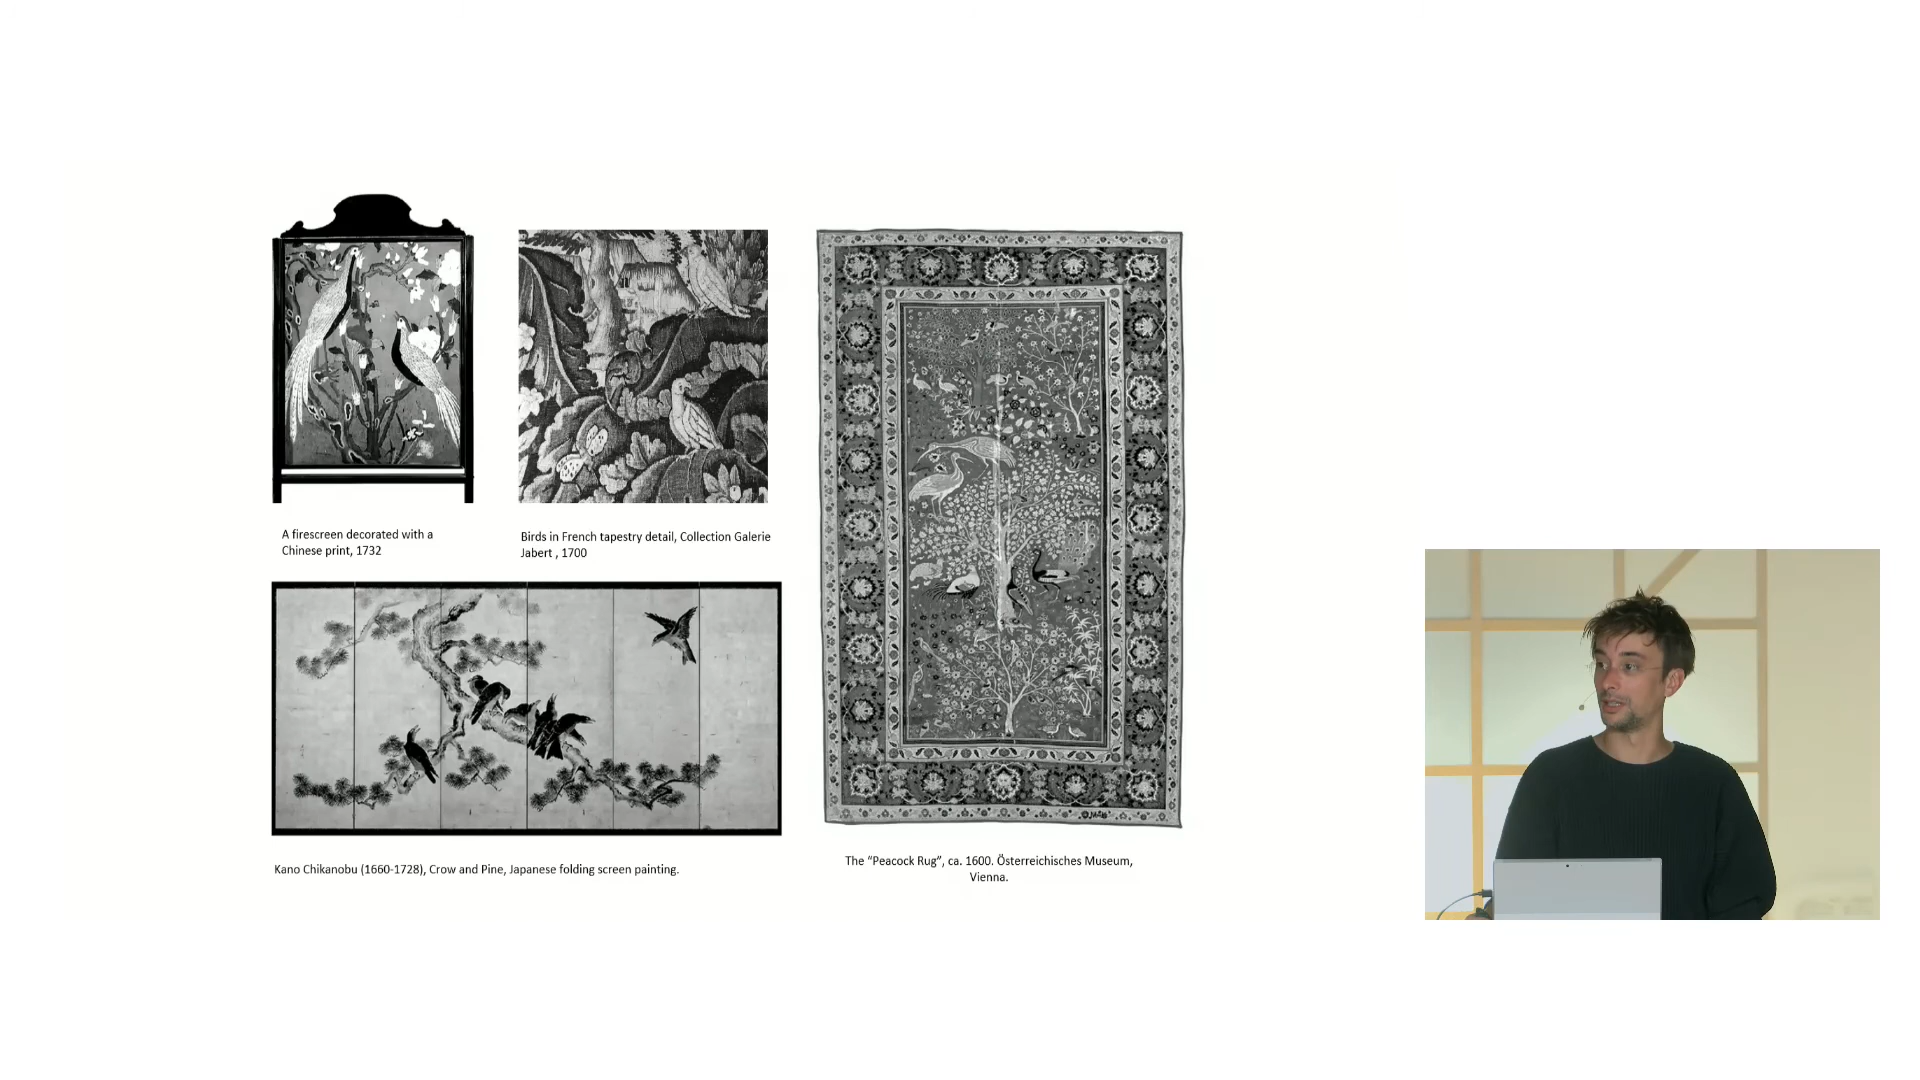 A firescreen decorated with a
Chinese print, 1732
Birds in French tapestry detail, Collection Galerie
Jabert , 1700
Kano Chikanobu (1660-1728), Crow and Pine, Japanese folding screen painting.
The “Peacock Rug”, ca. 1600. Österreichisches Museum,
Vienna.